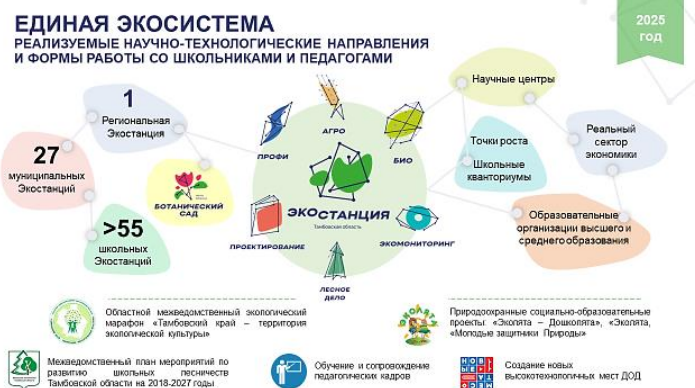 ЕДИНАЯ ЭКОСИСТЕМА
РЕАЛИЗУЕМЫЕ НАУЧНО-ТЕХНОЛОГИЧЕСКИЕ НАПРАВЛЕНИЯ
И ФОРМЫ РАБОТЫ СО ШКОЛЬНИКАМИ И ПЕДАГОГАМИ
2025
год
1
Региональная
Экостанция
27
муниципальных
Экостанций
>55
школьных
Экостанций
БОТАНИЧЕСКИЙ
САД
ПРОФИ
АГРО
БИО
ЭКОСТАНЦИЯ
Тамбовская область
ПРОЕКТИРОВАНИЕ
ЭКОМОНИТОРИНГ
ЛЕСНОЕ
ДЕЛО
Научные центры
Точки роста
Школьные
кванториумы
Реальный
сектор
экономики
Образовательные
организации высшего и
среднего образования
Областной межведомственный экологический
марафон «Тамбовский край – территория
экологической культуры»
ЭКОЛЯТА
Природоохранные социально-образовательные
проекты: «Эколята – Дошколята», «Эколята,
«Молодые защитники Природы»
Межведомственный план мероприятий по
развитию школьных лесничеств
Тамбовской области на 2018-2027 годы
Обучение и сопровождение
педагогических кадров
Создание новых
высокотехнологичных мест ДОД